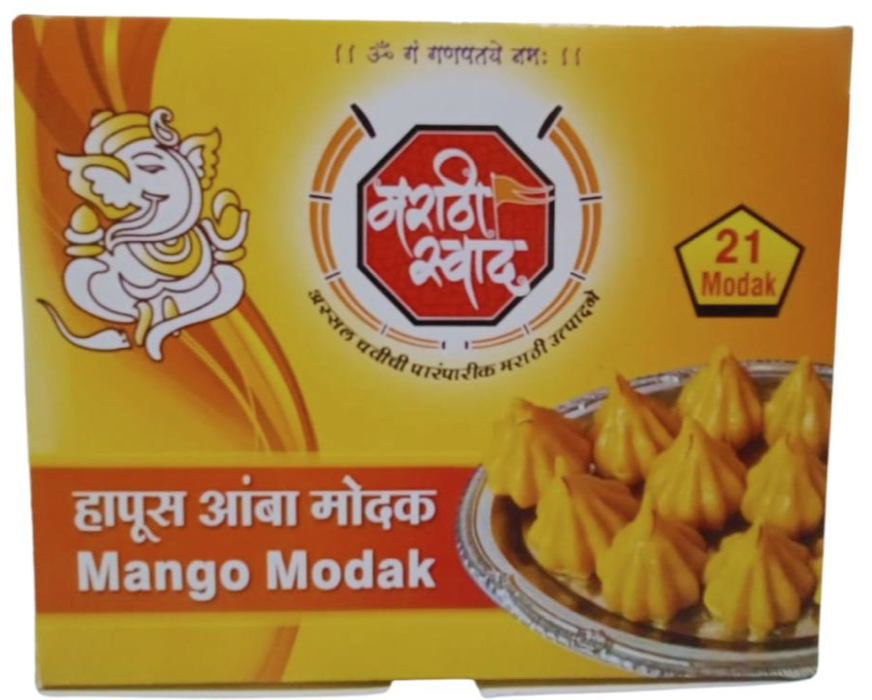 ।। ॐ गं गणपतये नमः ।।
मराठी
स्वाद
अस्सल चवीची पारंपारीक मराठी उत्पादने
21
Modak
हापूस आंबा मोदक
Mango Modak